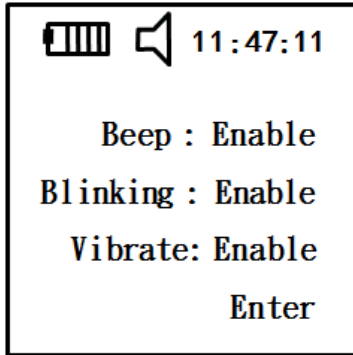 11:47:11
Beep : Enable
Blinking : Enable
Vibrate: Enable
Enter